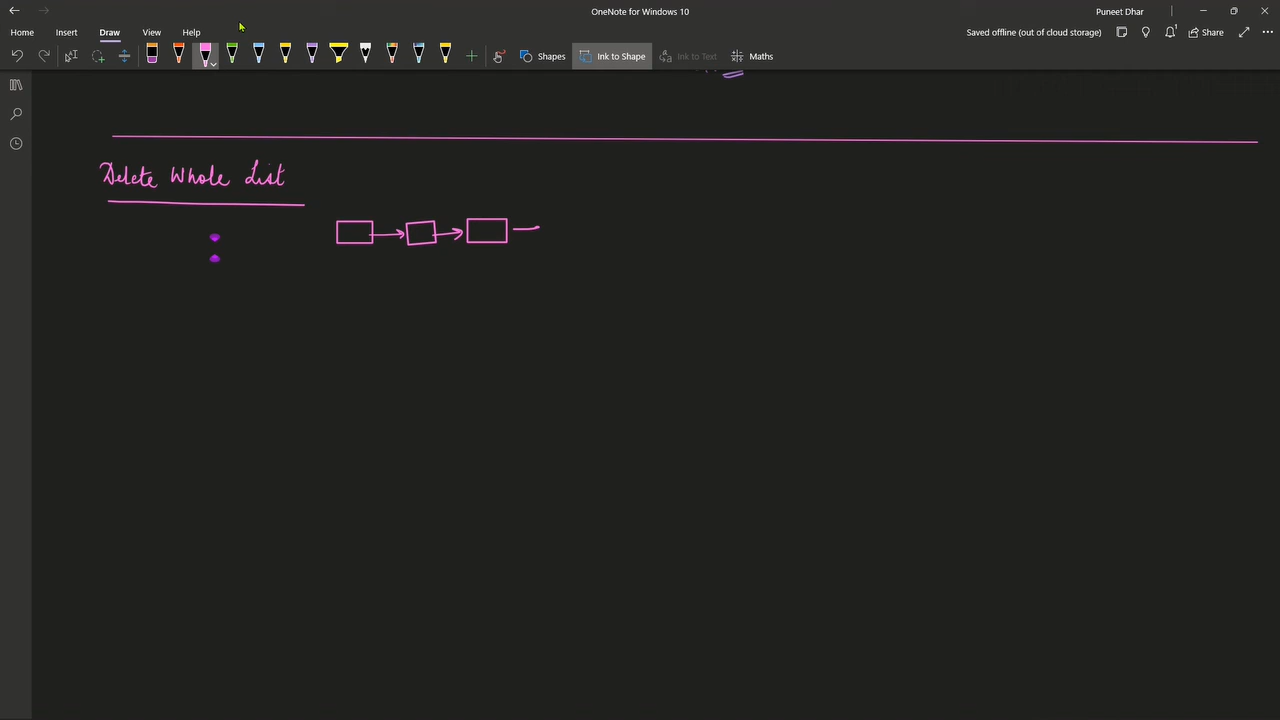 OneNote for Windows 10
Puneet Dhar
Home Insert Draw View Help
Saved offline (out of cloud storage)
Share
Shapes
Ink to Shape
Ink to Text
Maths
Delete Whole List